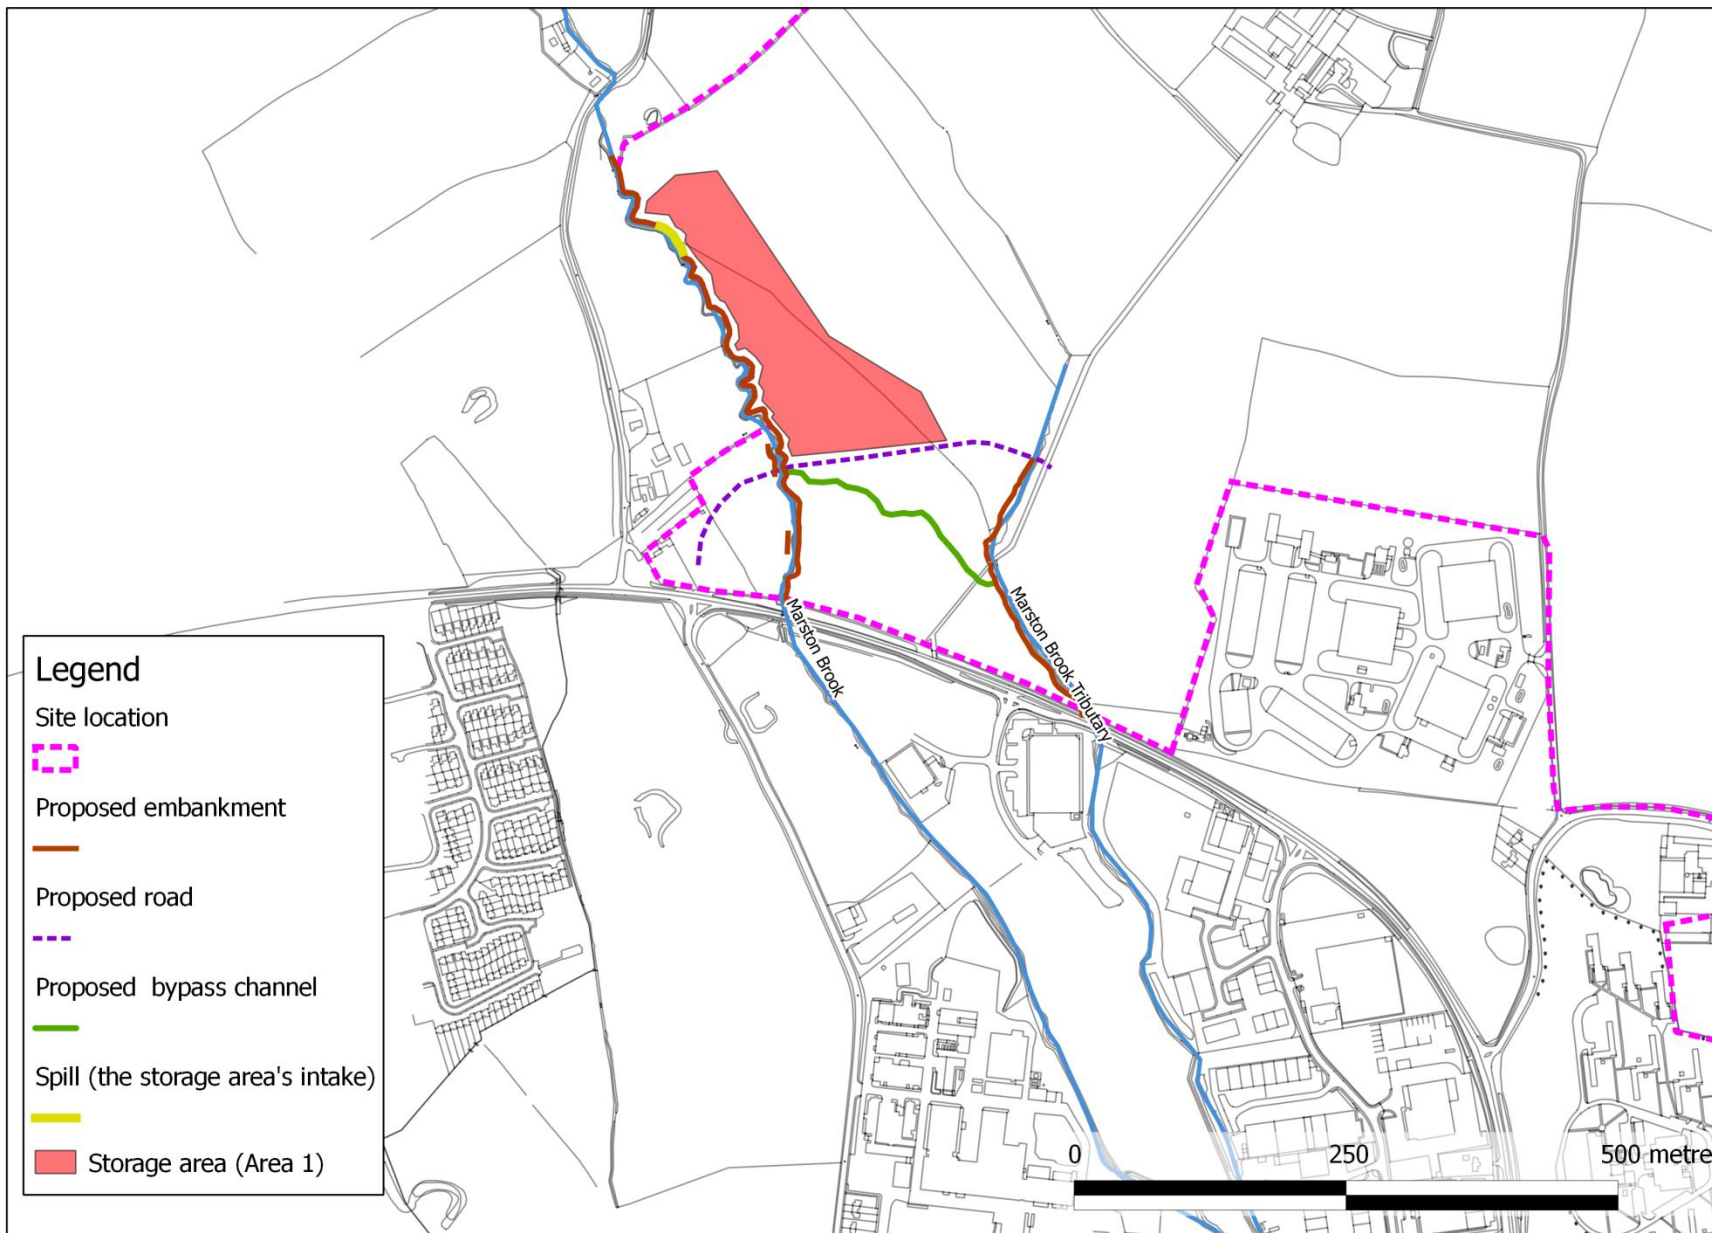 Marston Brook
Marston Brook Tributary
Legend
Site location
Proposed embankment
Proposed road
Proposed bypass channel
Spill (the storage area's intake)
Storage area (Area 1)
0 250 500 metre